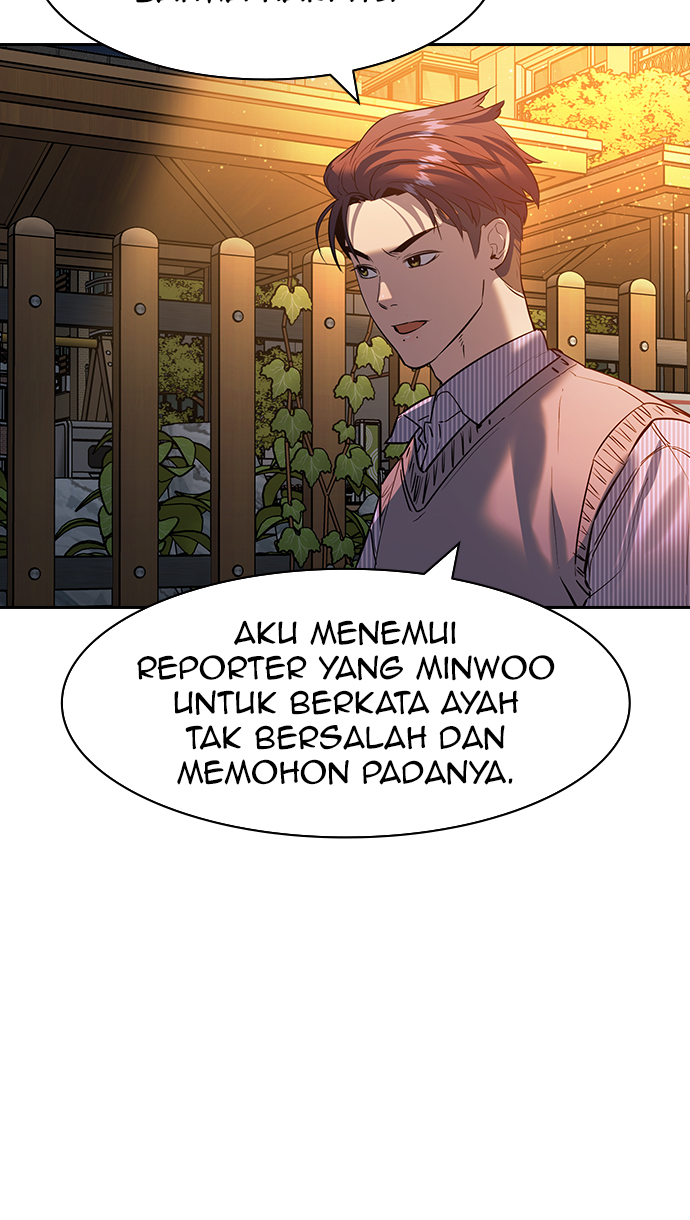 AKU MENEMUI
REPORTER YANG MINWOO
UNTUK BERKATA AYAH
TAK BERSALAH DAN
MEMOHON PADANYA.